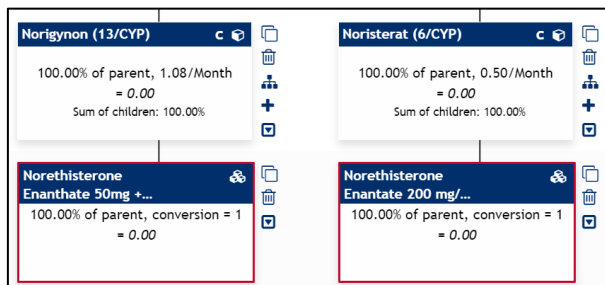 Norigynon (13/CYP) C
100.00% of parent, 1.08/Month
= 0.00
Sum of children: 100.00%
Noristerat (6/CYP) C
100.00% of parent, 0.50/Month
= 0.00
Sum of children: 100.00%
Norethisterone
Enanthate 50mg +...
100.00% of parent, conversion = 1
= 0.00
Norethisterone
Enantate 200 mg/...
100.00% of parent, conversion = 1
= 0.00